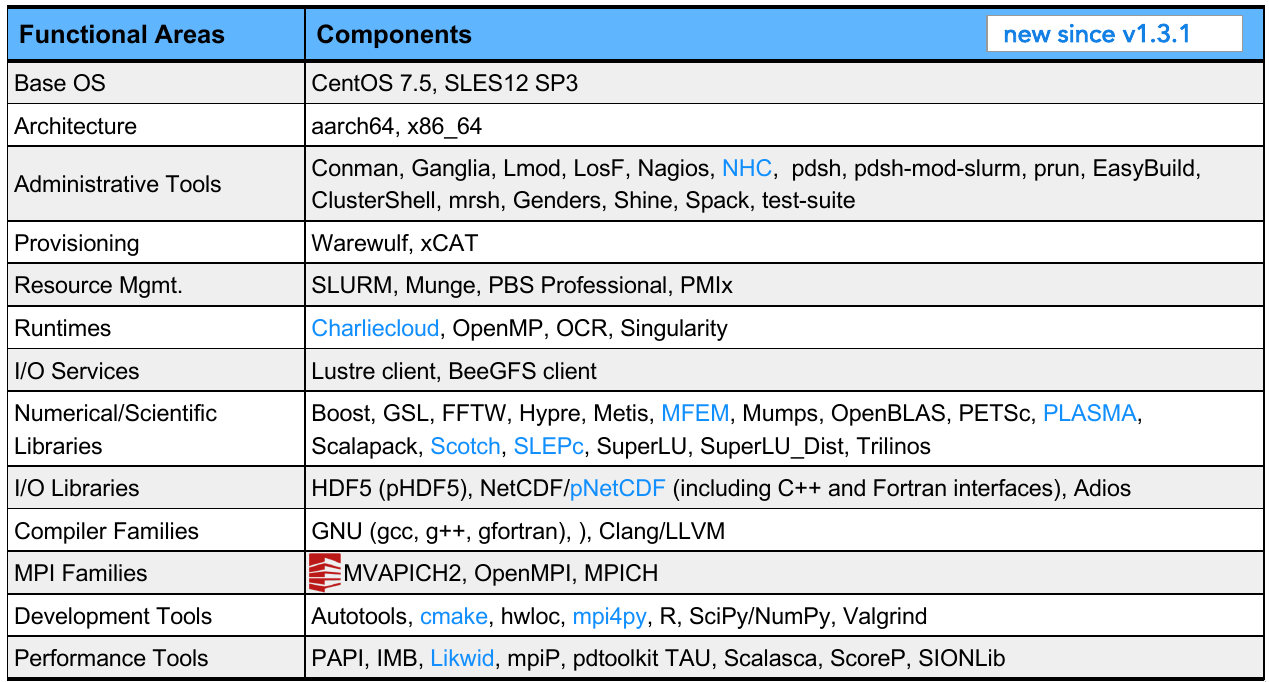 Functional Areas
Components
new since v1.3.1
Base OS
CentOS 7.5, SLES12 SP3
Architecture
aarch64, x86_64
Administrative Tools
Conman, Ganglia, Lmod, LosF, Nagios, NHC,  pdsh, pdsh-mod-slurm, prun, EasyBuild,
ClusterShell, mrsh, Genders, Shine, Spack, test-suite
Provisioning
Warewulf, xCAT
Resource Mgmt.
SLURM, Munge, PBS Professional, PMIx
Runtimes
Charliecloud, OpenMP, OCR, Singularity
I/O Services
Lustre client, BeeGFS client
Numerical/Scientific
Libraries
Boost, GSL, FFTW, Hypre, Metis, MFEM, Mumps, OpenBLAS, PETSc, PLASMA,
Scalapack, Scotch, SLEPc, SuperLU, SuperLU_Dist, Trilinos
I/O Libraries
HDF5 (pHDF5), NetCDF/pNetCDF (including C++ and Fortran interfaces), Adios
Compiler Families
GNU (gcc, g++, gfortran), ), Clang/LLVM
MPI Families
MVAPICH2, OpenMPI, MPICH
Development Tools
Autotools, cmake, hwloc, mpi4py, R, SciPy/NumPy, Valgrind
Performance Tools
PAPI, IMB, Likwid, mpiP, pdtoolkit TAU, Scalasca, ScoreP, SIONLib